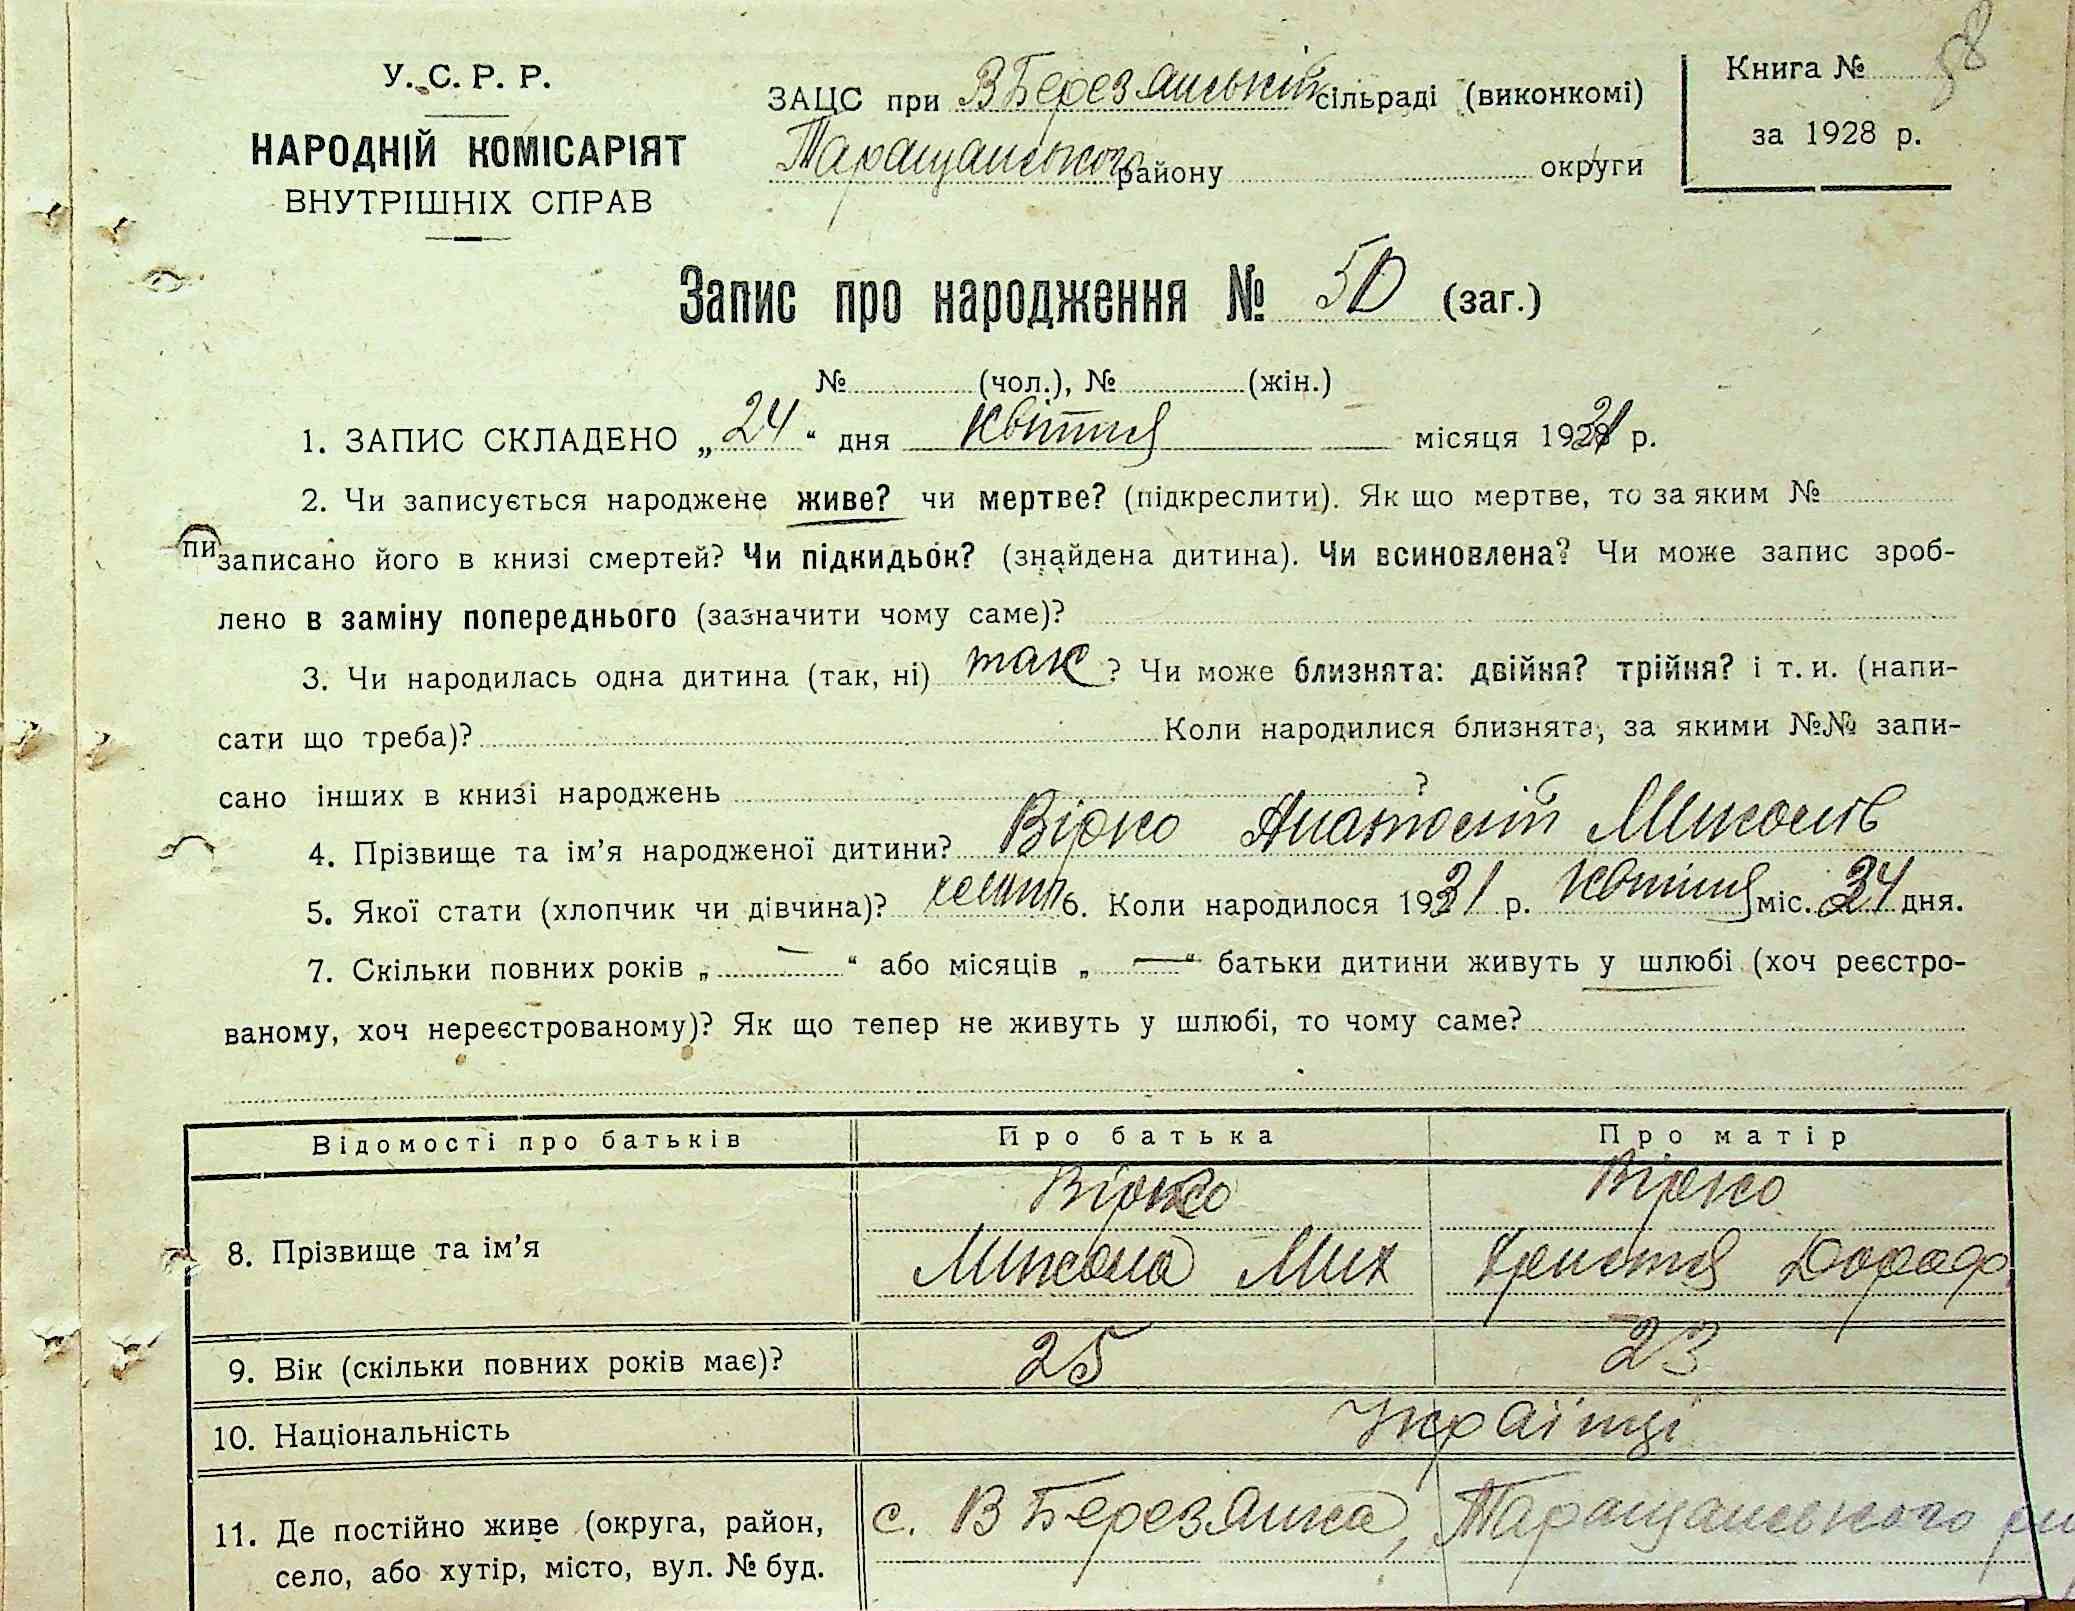 58
У. С. Р. Р.
НАРОДНІЙ КОМІСАРІЯТ
ВНУТРІШНІХ СПРАВ
ЗАЦС при В Березянській сільраді (виконкомі)
Таращанського району округи
Книга №
за 1928 р.
Запис про народження № 50 (заг.)
№ (чол.), № (жін.)
1. ЗАПИС СКЛАДЕНО „24“ дня квітня місяця 1931 р.
2. Чи записується народжене живе? чи мертве? (підкреслити). Як що мертве, то за яким №
пи
записано його в книзі смертей? Чи підкидьок? (знайдена дитина). Чи всиновлена? Чи може запис зроб-
лено в заміну попереднього (зазначити чому саме)?
3. Чи народилась одна дитина (так, ні) так ? Чи може близнята: двійня? трійня? і т. и. (напи-
сати що треба)? Коли народилися близнята, за якими №№ запи-
сано інших в книзі народжень ?
4. Прізвище та ім’я народженої дитини? Вірко Анатолій Миколів
5. Якої стати (хлопчик чи дівчина)? 6. Коли народилося 1931 р. Квітня міс. 24 дня.
7. Скільки повних років „ — “ або місяців „ — “ батьки дитини живуть у шлюбі (хоч реєстро-
ваному, хоч нереєстрованому)? Як що тепер не живуть у шлюбі, то чому саме?
Відомості про батьків Про батька Про матір
8. Прізвище та ім’я Вірко Вірко
Микола Мих Христя Дораф
9. Вік (скільки повних років має)? 25 23
10. Національність Українці
11. Де постійно живе (округа, район, с. В Березянка, Таращанського
село, або хутір, місто, вул. № буд.